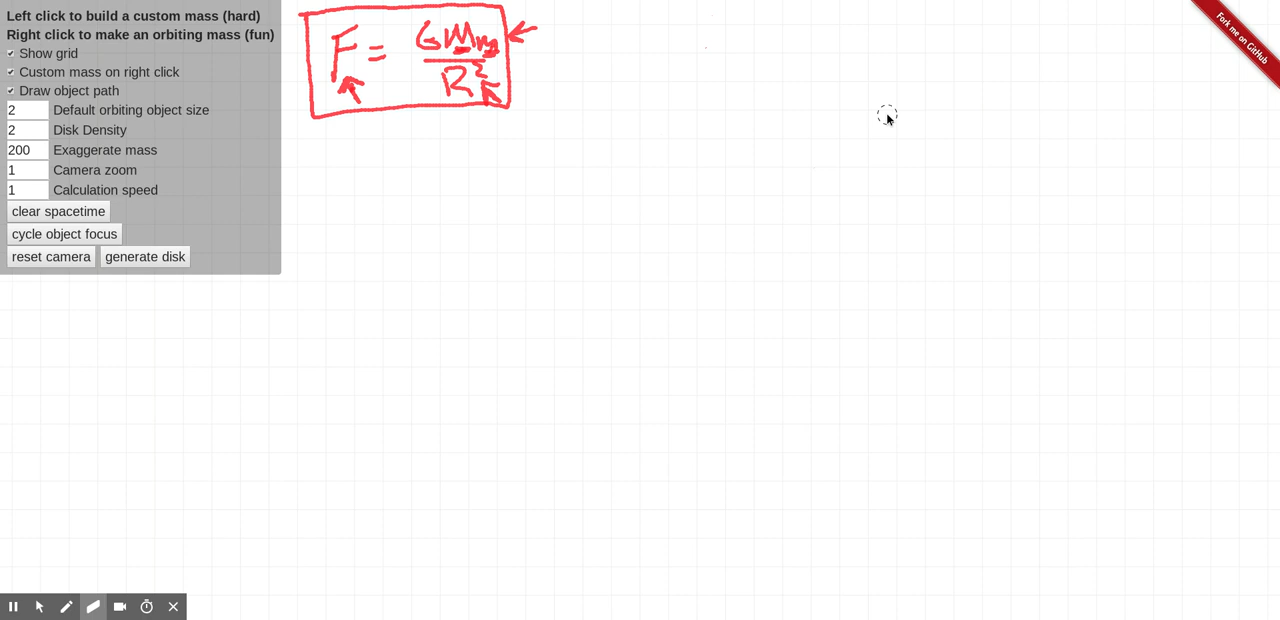 Left click to build a custom mass (hard)
Right click to make an orbiting mass (fun)
Show grid
Custom mass on right click
Draw object path
2 Default orbiting object size
2 Disk Density
200 Exaggerate mass
1 Camera zoom
1 Calculation speed
clear spacetime
cycle object focus
reset camera generate disk
F = GMm
R²
Fork me on GitHub